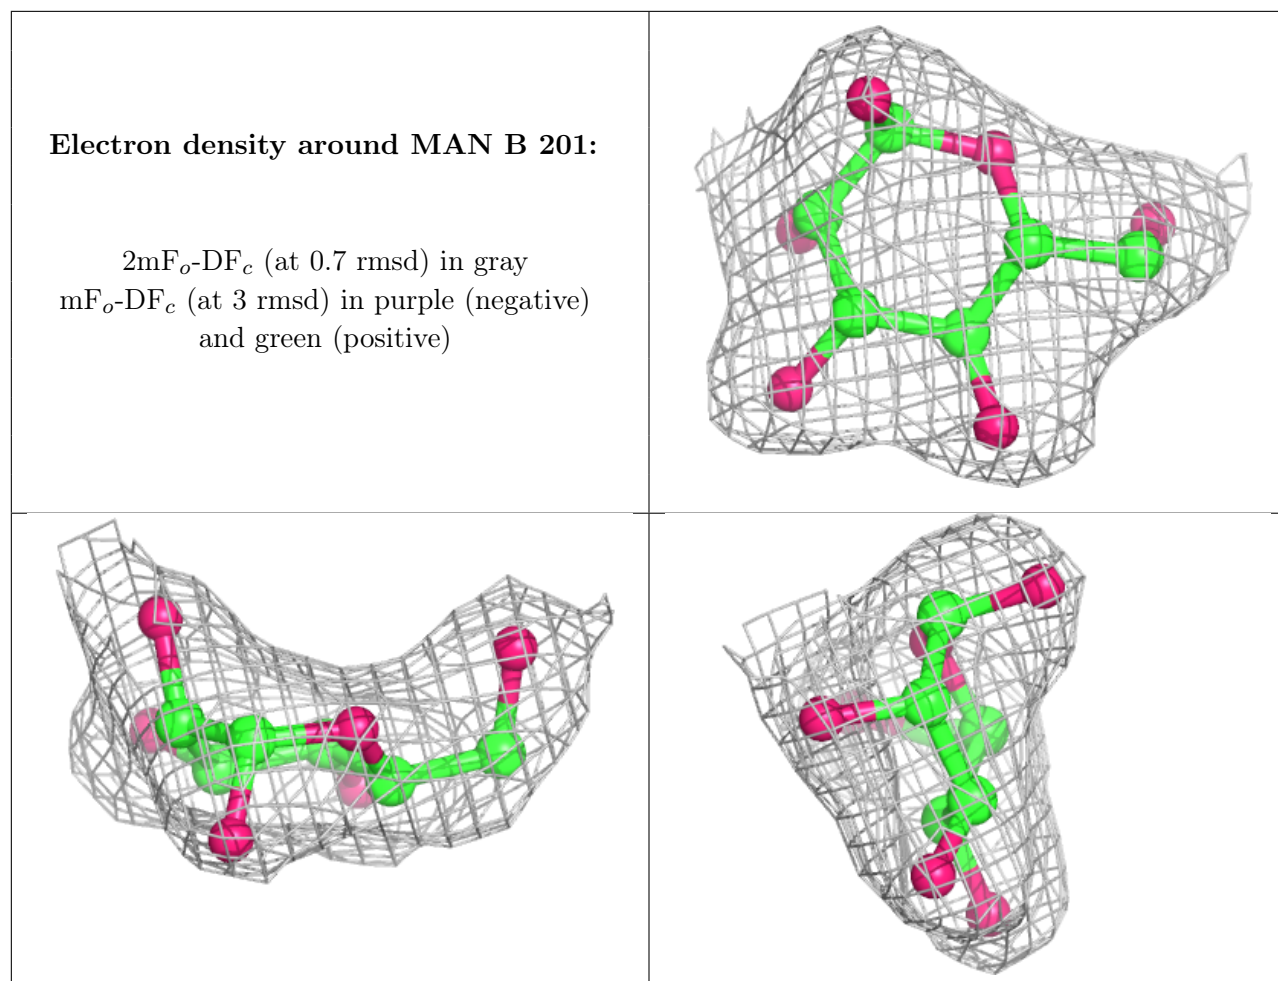 Electron density around MAN B 201:
2mFo-DFc (at 0.7 rmsd) in gray
mFo-DFc (at 3 rmsd) in purple (negative)
and green (positive)